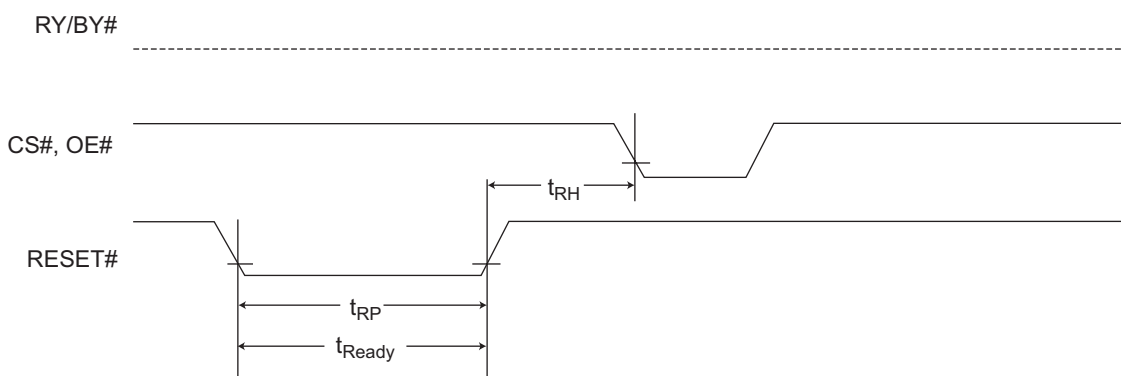 RY/BY#
CS#, OE#
tRH
RESET#
tRP
tReady